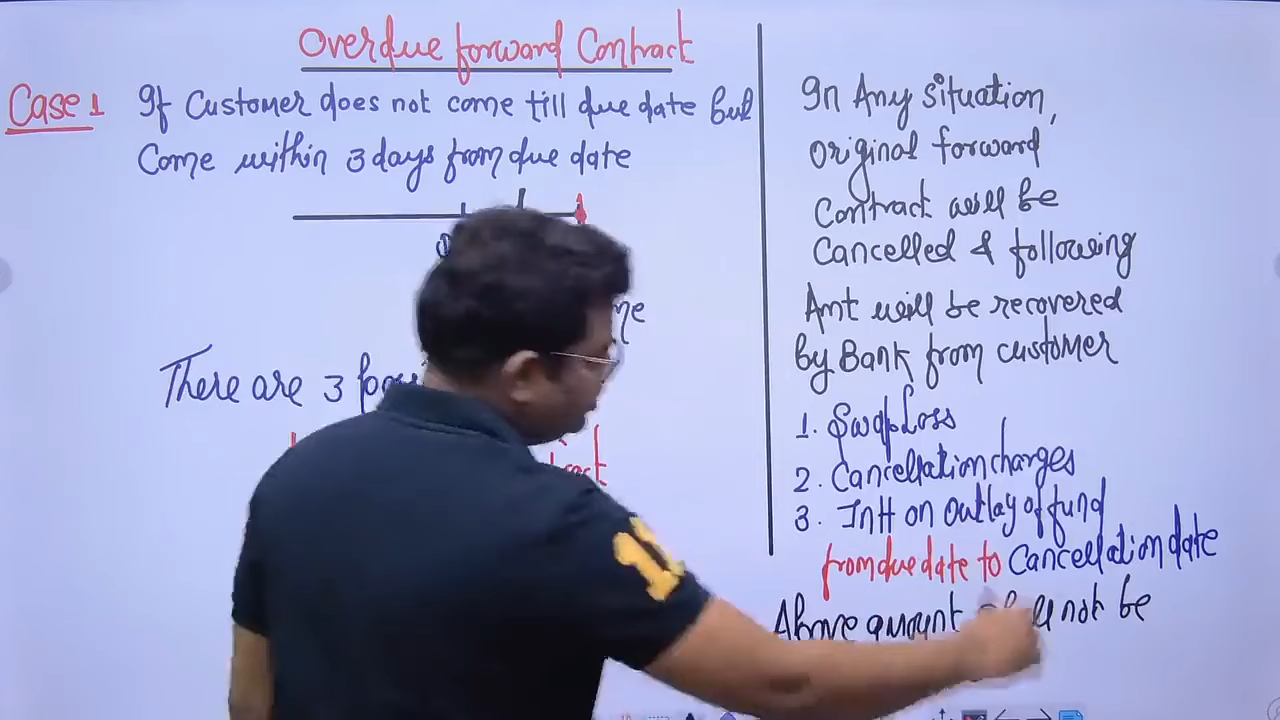 Overdue forward Contract
Case 1 If Customer does not come till due date but
Come within 3 days from due date
There are 3
In Any situation,
original forward
Contract will be
Cancelled & following
Amt will be recovered
by Bank from customer
1. Swap Loss
2. Cancellation charges
3. Intt on Outlay of fund
from due date to Cancellation date
Above amount not be